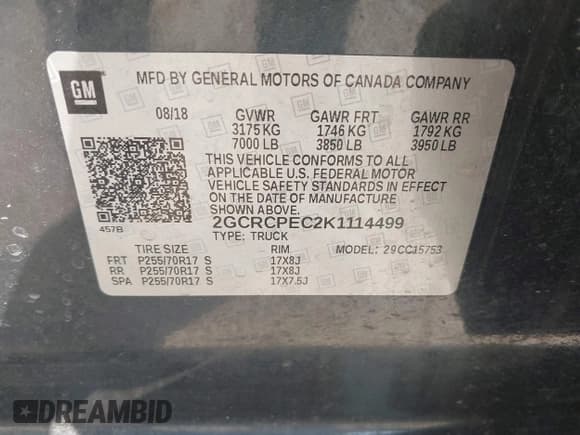 GM
MFD BY GENERAL MOTORS OF CANADA COMPANY
08/18 GVWR GAWR FRT GAWR RR
3175 KG 1746 KG 1792 KG
7000 LB 3850 LB 3950 LB
THIS VEHICLE CONFORMS TO ALL
APPLICABLE U.S. FEDERAL MOTOR
VEHICLE SAFETY STANDARDS IN EFFECT
ON THE DATE OF MANUFACTURE
SHOWN ABOVE.
457B 2GCRCPEC2K1114499
TYPE: TRUCK
TIRE SIZE RIM MODEL: 29CC15753
FRT P255/70R17 S 17X8J
RR P255/70R17 S 17X8J
SPA P255/70R17 S 17X7.5J
DREAMBID